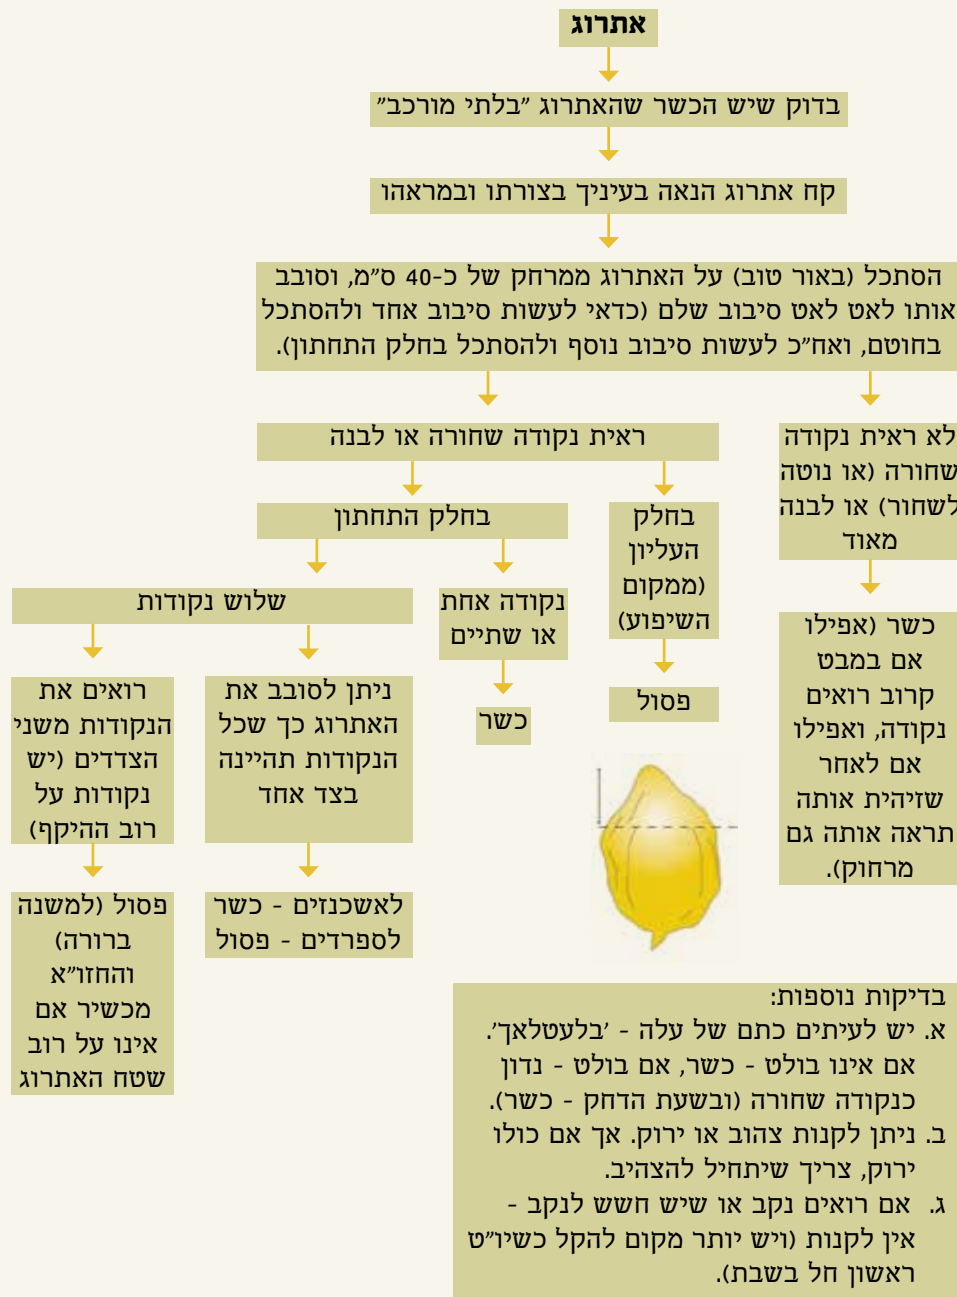 אתרוג
בדוק שיש הכשר שהאתרוג "בלתי מורכב"
קח אתרוג הנאה בעיניך בצורתו ובמראהו
הסתכל (באור טוב) על האתרוג ממרחק של כ-40 ס"מ, וסובב
אותו לאט לאט סיבוב שלם (כדאי לעשות סיבוב אחד ולהסתכל
בחוטם, ואח"כ לעשות סיבוב נוסף ולהסתכל בחלק התחתון).
לא ראית נקודה
שחורה (או נוטה
לשחור) או לבנה
מאוד
כשר (אפילו
אם במבט
קרוב רואים
נקודה, ואפילו
אם לאחר
שזיהית אותה
תראה אותה גם
מרחוק).
ראית נקודה שחורה או לבנה
בחלק
העליון
(ממקום
השיפוע)
פסול
בחלק התחתון
נקודה אחת
או שתיים
כשר
שלוש נקודות
ניתן לסובב את
האתרוג כך שכל
הנקודות תהיינה
בצד אחד
לאשכנזים - כשר
לספרדים - פסול
רואים את
הנקודות משני
הצדדים (יש
נקודות על
רוב ההיקף)
פסול (למשנה
ברורה)
והחזו"א
מכשיר אם
אינו על רוב
שטח האתרוג
בדיקות נוספות:
א. יש לעיתים כתם של עלה - 'בלעטלאך'.
אם אינו בולט - כשר, אם בולט - נדון
כנקודה שחורה (ובשעת הדחק - כשר).
ב. ניתן לקנות צהוב או ירוק. אך אם כולו
ירוק, צריך שיתחיל להצהיב.
ג. אם רואים נקב או שיש חשש לנקב -
אין לקנות (ויש יותר מקום להקל כשיו"ט
ראשון חל בשבת).